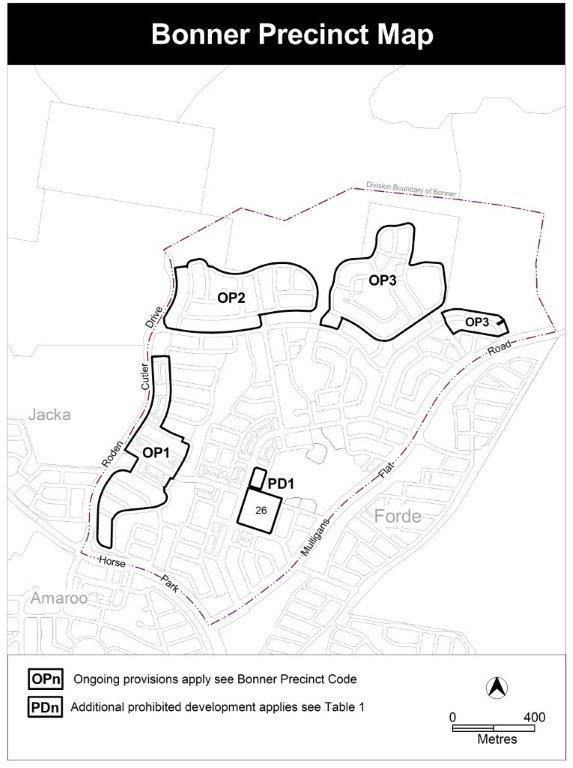 Bonner Precinct Map
Division Boundary of Bonner
OP2
OP3
OP3
Drive
Road
Cutler
Jacka
Roden
OP1
PD1
26
Flat
Forde
Mulligans
Horse
Park
Amaroo
OPn Ongoing provisions apply see Bonner Precinct Code
PDn Additional prohibited development applies see Table 1
0 400
Metres